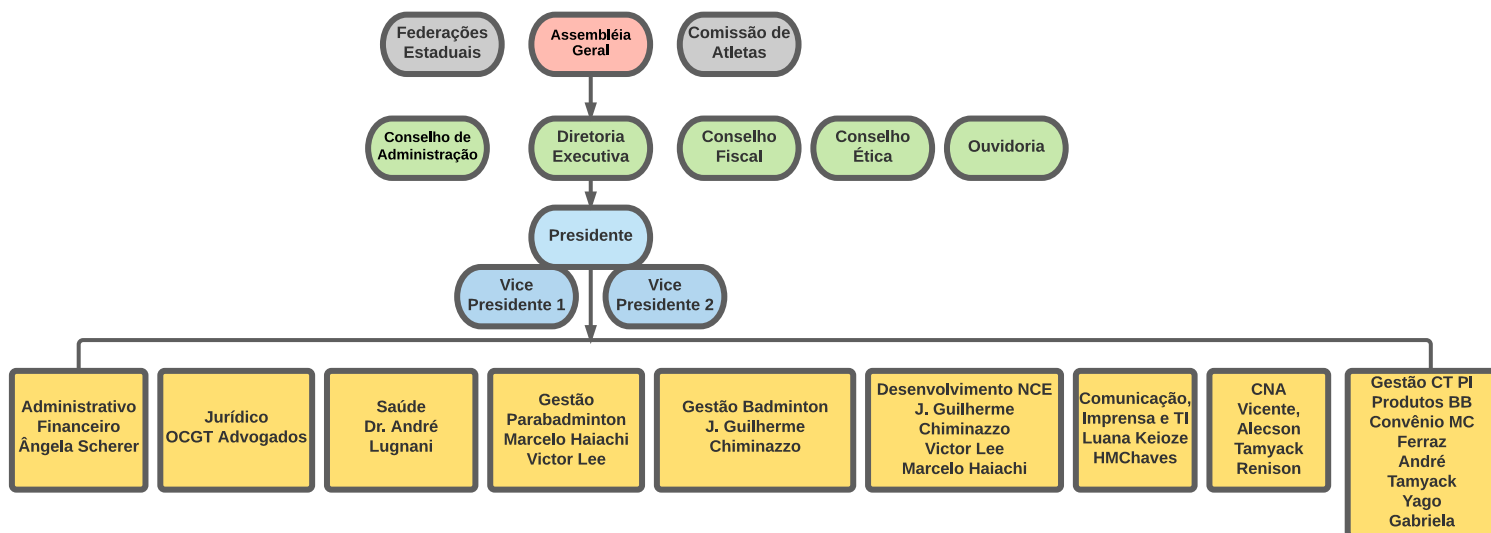 Federações
Estaduais
Assembléia
Geral
Comissão de
Atletas
Conselho de
Administração
Diretoria
Executiva
Conselho
Fiscal
Conselho
Ética
Ouvidoria
Presidente
Vice
Presidente 1
Vice
Presidente 2
Administrativo
Financeiro
Ângela Scherer
Jurídico
OCGT Advogados
Saúde
Dr. André
Lugnani
Gestão
Parabadminton
Marcelo Haiachi
Victor Lee
Gestão Badminton
J. Guilherme
Chiminazzo
Desenvolvimento NCE
J. Guilherme
Chiminazzo
Victor Lee
Marcelo Haiachi
Comunicação,
Imprensa e TI
Luana Keioze
HMChaves
CNA
Vicente,
Alecson
Tamyack
Renison
Gestão CT PI
Produtos BB
Convênio MC
Ferraz
André
Tamyack
Yago
Gabriela